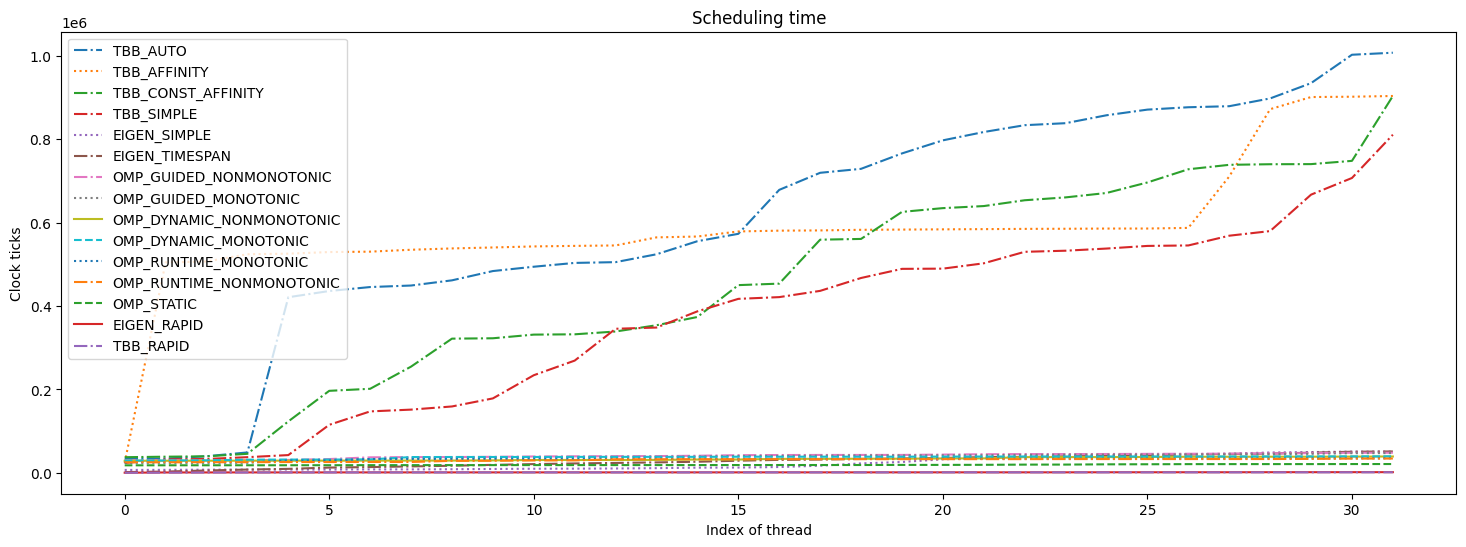 Scheduling time
1e6
1.0
0.8
0.6
0.4
0.2
0.0
Clock ticks
TBB_AUTO
TBB_AFFINITY
TBB_CONST_AFFINITY
TBB_SIMPLE
EIGEN_SIMPLE
EIGEN_TIMESPAN
OMP_GUIDED_NONMONOTONIC
OMP_GUIDED_MONOTONIC
OMP_DYNAMIC_NONMONOTONIC
OMP_DYNAMIC_MONOTONIC
OMP_RUNTIME_MONOTONIC
OMP_RUNTIME_NONMONOTONIC
OMP_STATIC
EIGEN_RAPID
TBB_RAPID
0 5 10 15 20 25 30
Index of thread